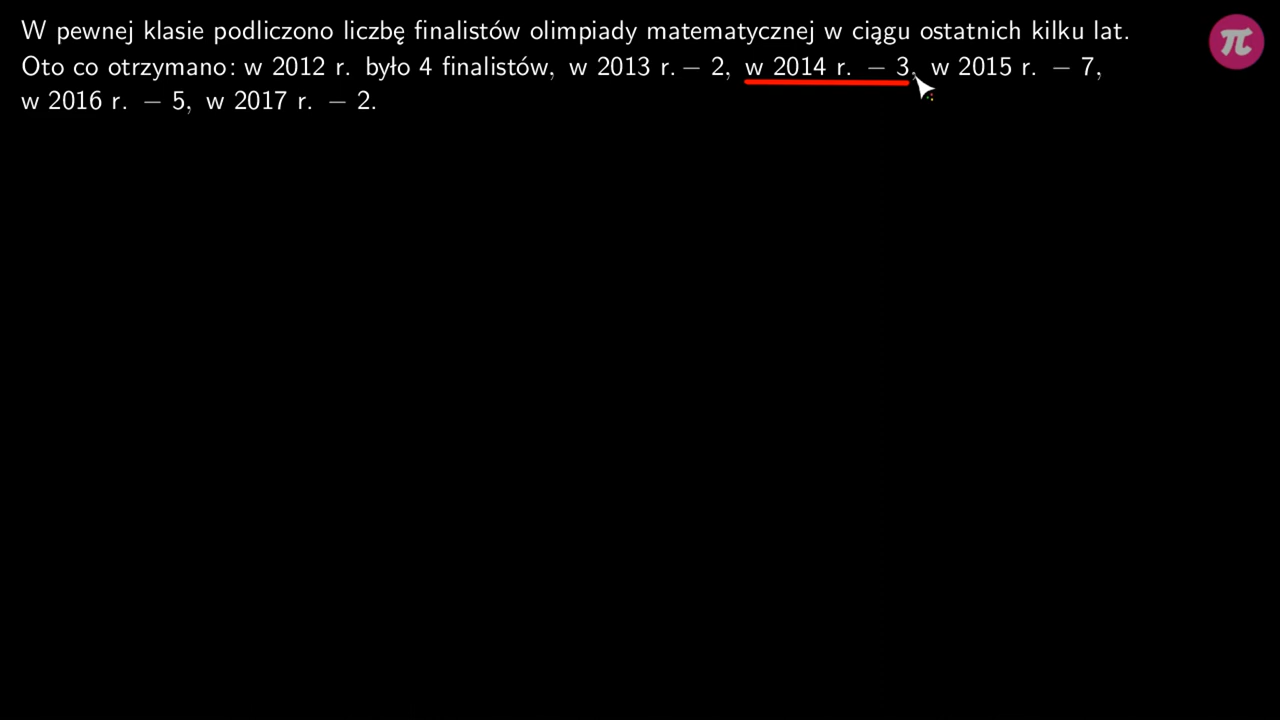 W pewnej klasie podliczono liczbę finalistów olimpiady matematycznej w ciągu ostatnich kilku lat.
Oto co otrzymano: w 2012 r. było 4 finalistów, w 2013 r. – 2, w 2014 r. – 3, w 2015 r. – 7,
w 2016 r. – 5, w 2017 r. – 2.
π